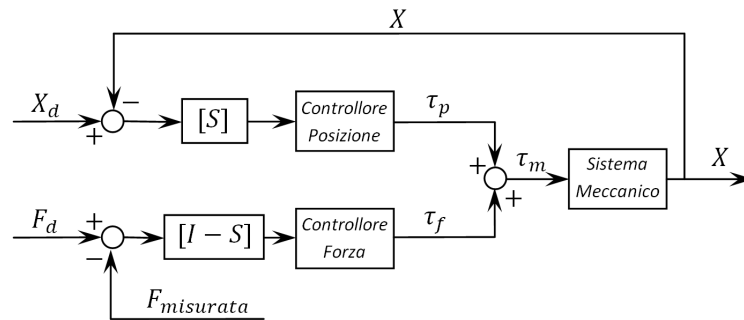 X
X_d
+
−
[S]
Controllore
Posizione
τ_p
+
+
τ_m
Sistema
Meccanico
X
F_d
+
−
[I − S]
Controllore
Forza
τ_f
F_misurata